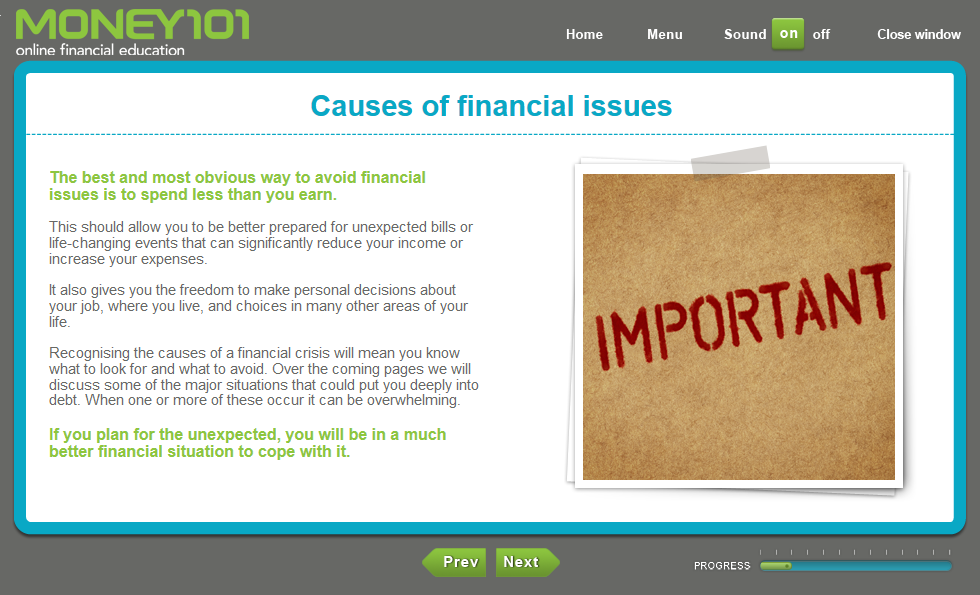 MONEY101
online financial education
Home Menu Sound on off Close window
Causes of financial issues
The best and most obvious way to avoid financial
issues is to spend less than you earn.
This should allow you to be better prepared for unexpected bills or
life-changing events that can significantly reduce your income or
increase your expenses.
It also gives you the freedom to make personal decisions about
your job, where you live, and choices in many other areas of your
life.
Recognising the causes of a financial crisis will mean you know
what to look for and what to avoid. Over the coming pages we will
discuss some of the major situations that could put you deeply into
debt. When one or more of these occur it can be overwhelming.
If you plan for the unexpected, you will be in a much
better financial situation to cope with it.
IMPORTANT
Prev Next
PROGRESS